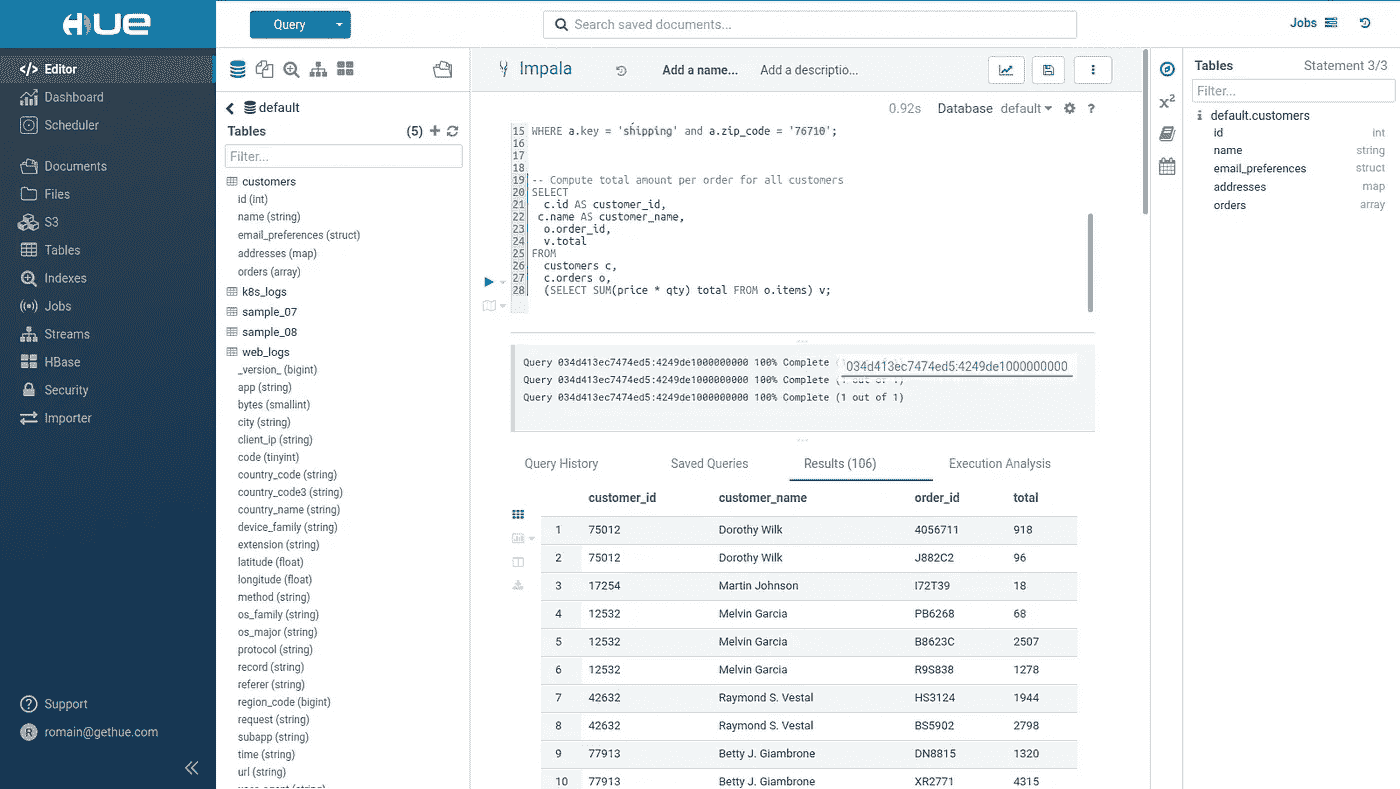 HUE
Editor
Dashboard
Scheduler
Documents
Files
S3
Tables
Indexes
Jobs
Streams
HBase
Security
Importer
Support
R romain@gethue.com
Query
Search saved documents...
Jobs
default
Tables (5)
Filter...
customers
id (int)
name (string)
email_preferences (struct)
addresses (map)
orders (array)
k8s_logs
sample_07
sample_08
web_logs
_version_ (bigint)
app (string)
bytes (smallint)
city (string)
client_ip (string)
code (tinyint)
country_code (string)
country_code3 (string)
country_name (string)
device_family (string)
extension (string)
latitude (float)
longitude (float)
method (string)
os_family (string)
os_major (string)
protocol (string)
record (string)
referer (string)
region_code (bigint)
request (string)
subapp (string)
time (string)
url (string)
Impala Add a name... Add a descriptio...
0.92s Database default ?
15 WHERE a.key = 'shipping' and a.zip_code = '76710';
16
17
18
19 -- Compute total amount per order for all customers
20 SELECT
21 c.id AS customer_id,
22 c.name AS customer_name,
23 o.order_id,
24 v.total
25 FROM
26 customers c,
27 c.orders o,
28 (SELECT SUM(price * qty) total FROM o.items) v;
Query 034d413ec7474ed5:4249de1000000000 100% Complete
034d413ec7474ed5:4249de1000000000
Query 034d413ec7474ed5:4249de1000000000 100% Complete (1 out of 1)
Query 034d413ec7474ed5:4249de1000000000 100% Complete (1 out of 1)
Query History Saved Queries Results (106) Execution Analysis
customer_id customer_name order_id total
1 75012 Dorothy Wilk 4056711 918
2 75012 Dorothy Wilk J882C2 96
3 17254 Martin Johnson I72T39 18
4 12532 Melvin Garcia PB6268 68
5 12532 Melvin Garcia B8623C 2507
6 12532 Melvin Garcia R9S838 1278
7 42632 Raymond S. Vestal HS3124 1944
8 42632 Raymond S. Vestal BS5902 2798
9 77913 Betty J. Giambrone DN8815 1320
10 77913 Betty J. Giambrone XR2771 4315
x²
Tables Statement 3/3
Filter...
default.customers
id int
name string
email_preferences struct
addresses map
orders array